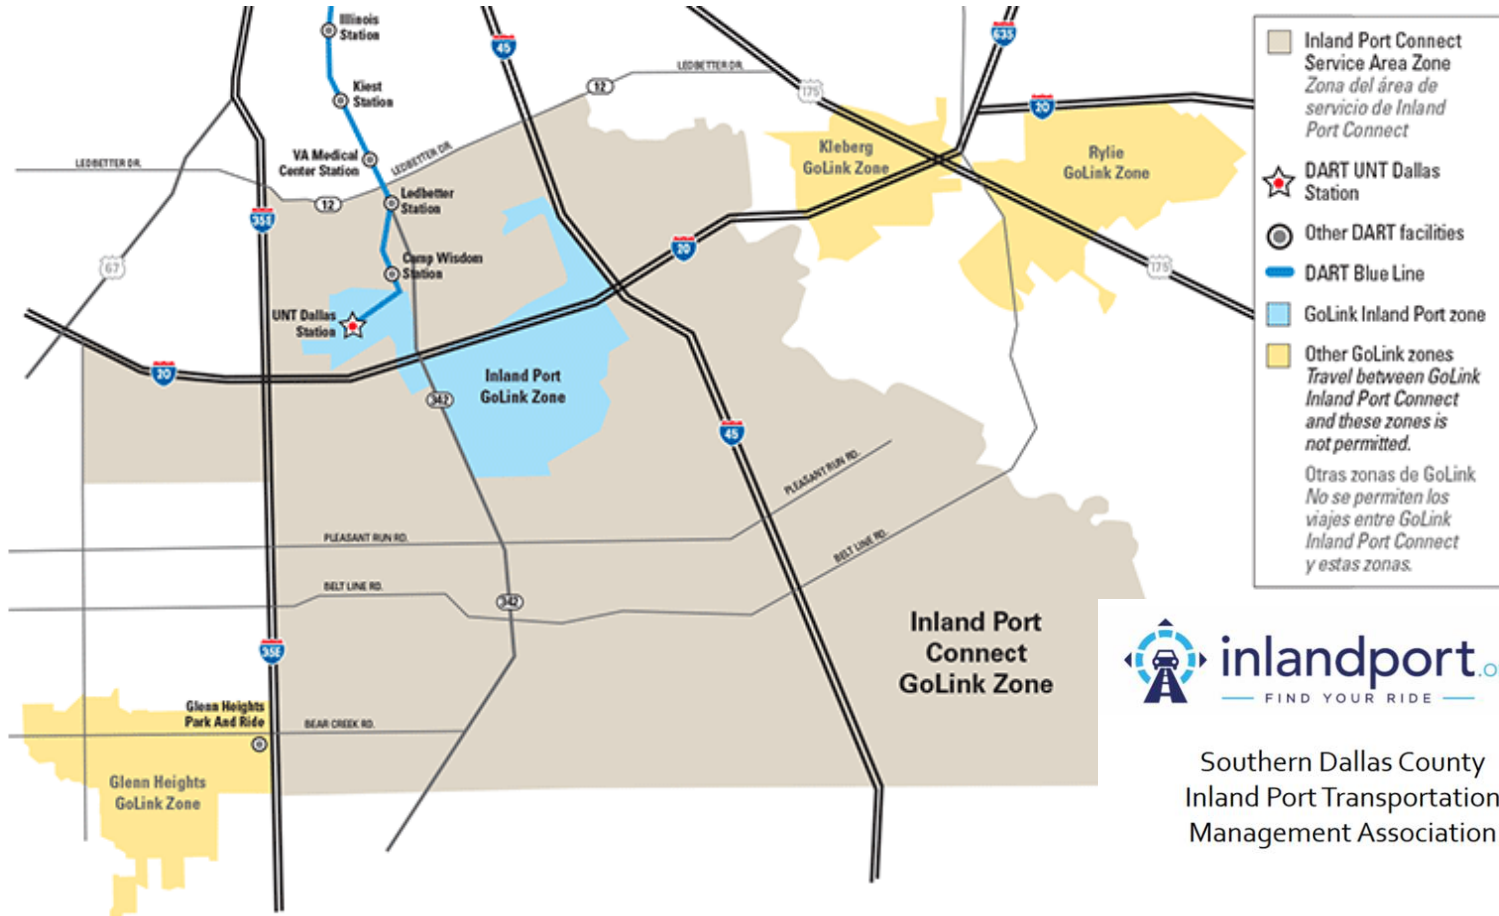 Illinois
Station
45
635
LEDBETTER DR.
12
175
20
Kiest
Station
VA Medical
Center Station
LEDBETTER DR.
LEDBETTER DR.
Kleberg
GoLink Zone
Rylie
GoLink Zone
12
Ledbetter
Station
35E
67
20
175
Camp Wisdom
Station
UNT Dallas
Station
20
Inland Port
GoLink Zone
342
45
PLEASANT RUN RD.
PLEASANT RUN RD.
BELT LINE RD.
BELT LINE RD.
342
35E
Inland Port
Connect
GoLink Zone
Glenn Heights
Park And Ride
BEAR CREEK RD.
Glenn Heights
GoLink Zone
Inland Port Connect
Service Area Zone
Zona del área de
servicio de Inland
Port Connect
DART UNT Dallas
Station
Other DART facilities
DART Blue Line
GoLink Inland Port zone
Other GoLink zones
Travel between GoLink
Inland Port Connect
and these zones is
not permitted.
Otras zonas de GoLink
No se permiten los
viajes entre GoLink
Inland Port Connect
y estas zonas.
inlandport.o
FIND YOUR RIDE
Southern Dallas County
Inland Port Transportation
Management Association